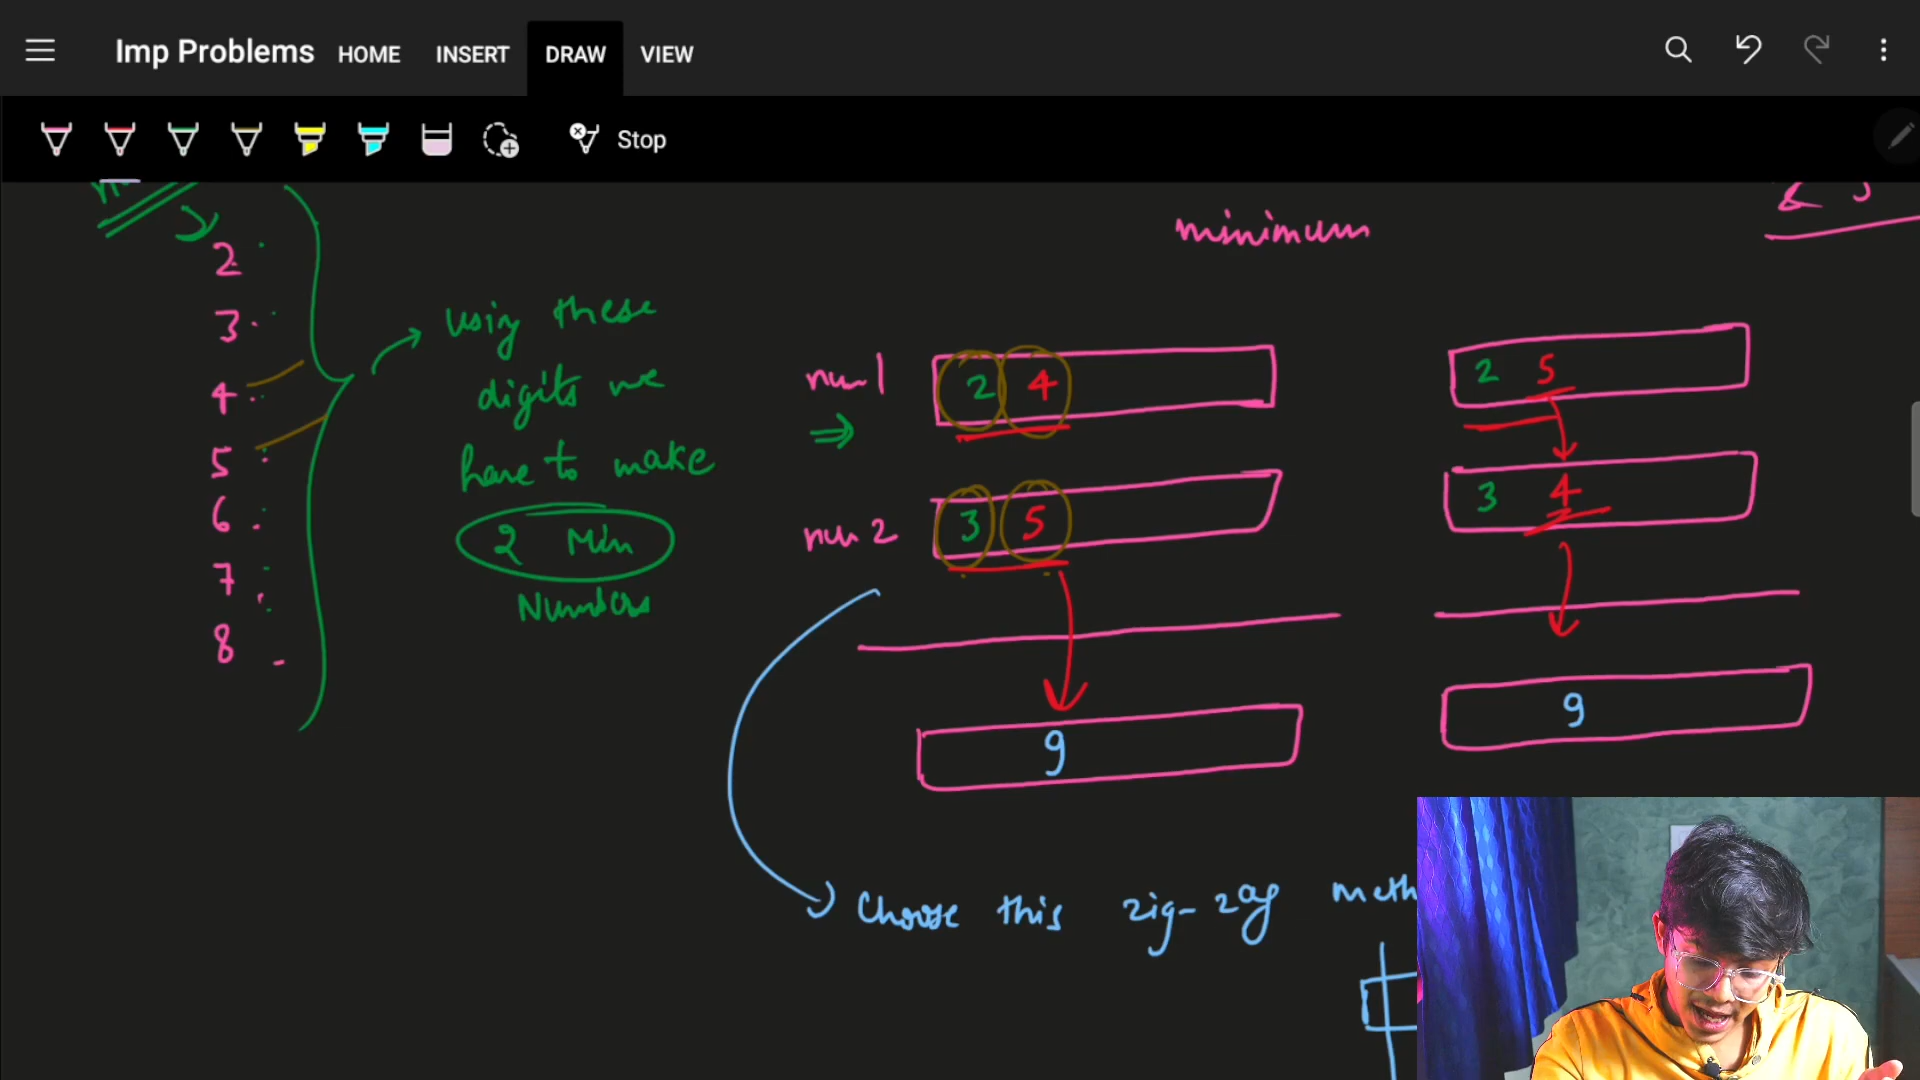 Imp Problems HOME INSERT DRAW VIEW
Stop
minimum
2
3
4
5
6
7
8
using these
digits we
have to make
2 Min
Numbers
num1
2 4
num 2
3 5
9
2 5
3 4
9
Choose this zig-zag meth